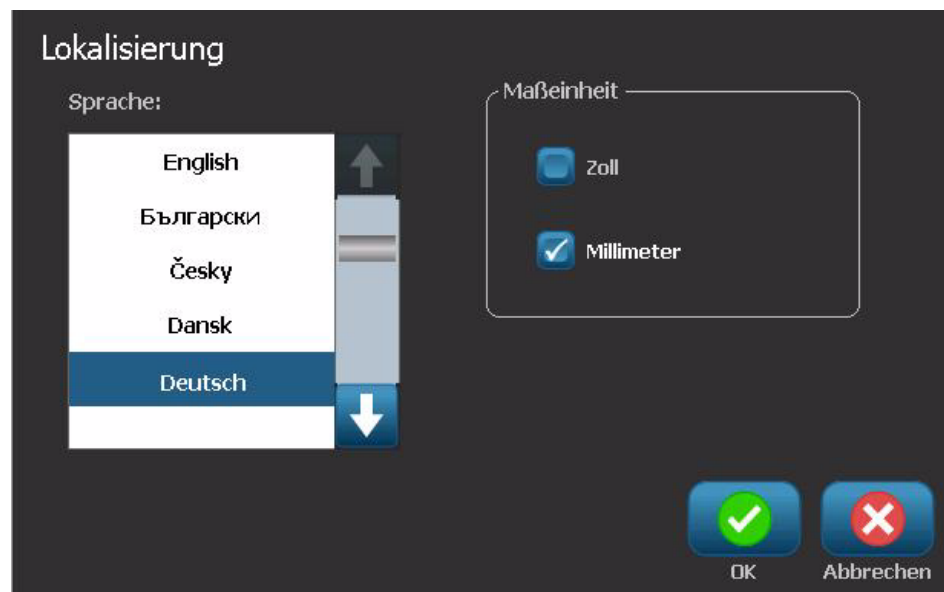 Lokalisierung
Sprache:
English
Български
Česky
Dansk
Deutsch
Maßeinheit
Zoll
Millimeter
OK
Abbrechen